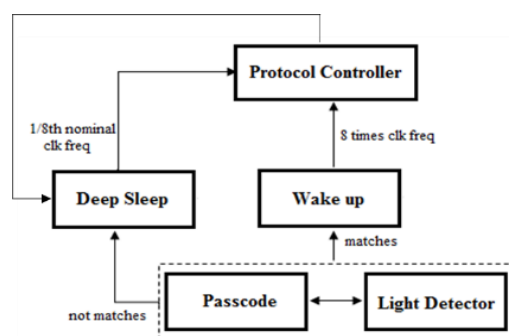 Protocol Controller
1/8th nominal
clk freq
8 times clk freq
Deep Sleep
Wake up
matches
not matches
Passcode
Light Detector